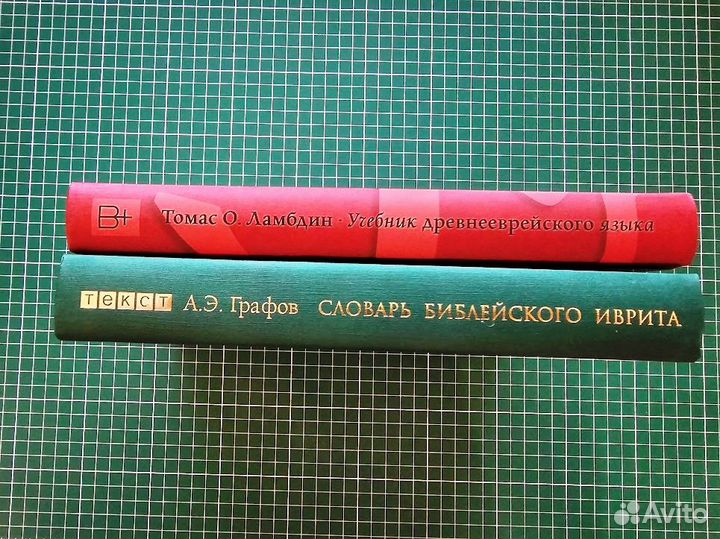 B+ Томас О. Ламбдин · Учебник древнееврейского языка
текст А.Э. Графов СЛОВАРЬ БИБЛЕЙСКОГО ИВРИТА
Avito